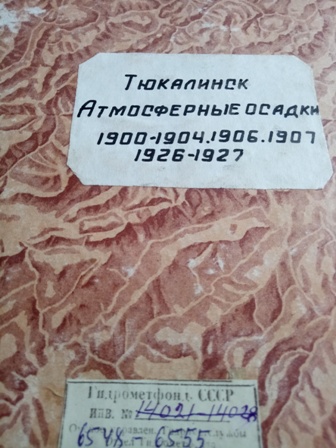 Тюкалинск
Атмосферные осадки
1900-1904.1906.1907
1926-1927
Гидрометфонд. СССР
ИНВ. № 14021-14028
6548 - 6555